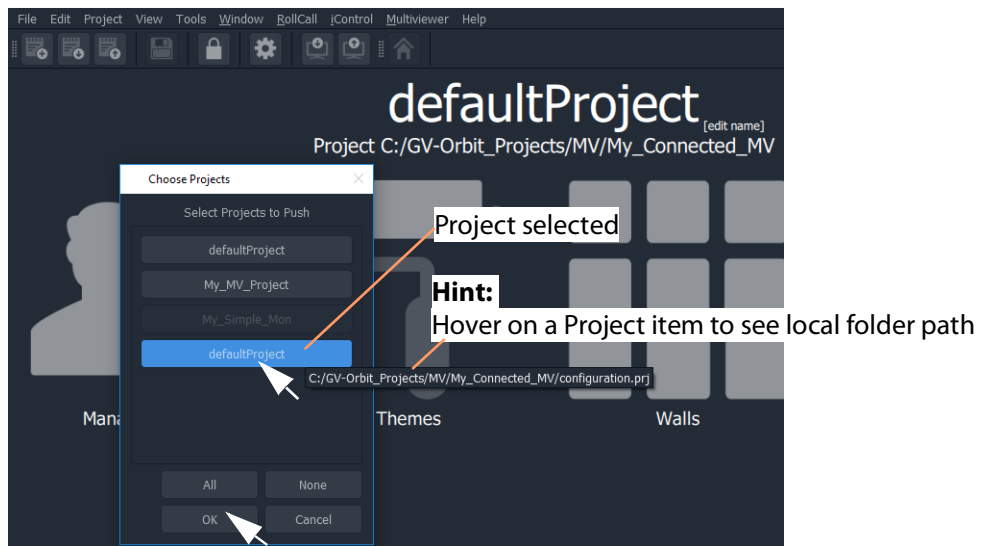 File Edit Project View Tools Window RollCall iControl Multiviewer Help
defaultProject
[edit name]
Project C:/GV-Orbit_Projects/MV/My_Connected_MV
Choose Projects
Select Projects to Push
defaultProject
My_MV_Project
My_Simple_Mon
defaultProject
Project selected
Hint:
Hover on a Project item to see local folder path
C:/GV-Orbit_Projects/MV/My_Connected_MV/configuration.prj
Mana
Themes
Walls
All None
OK Cancel